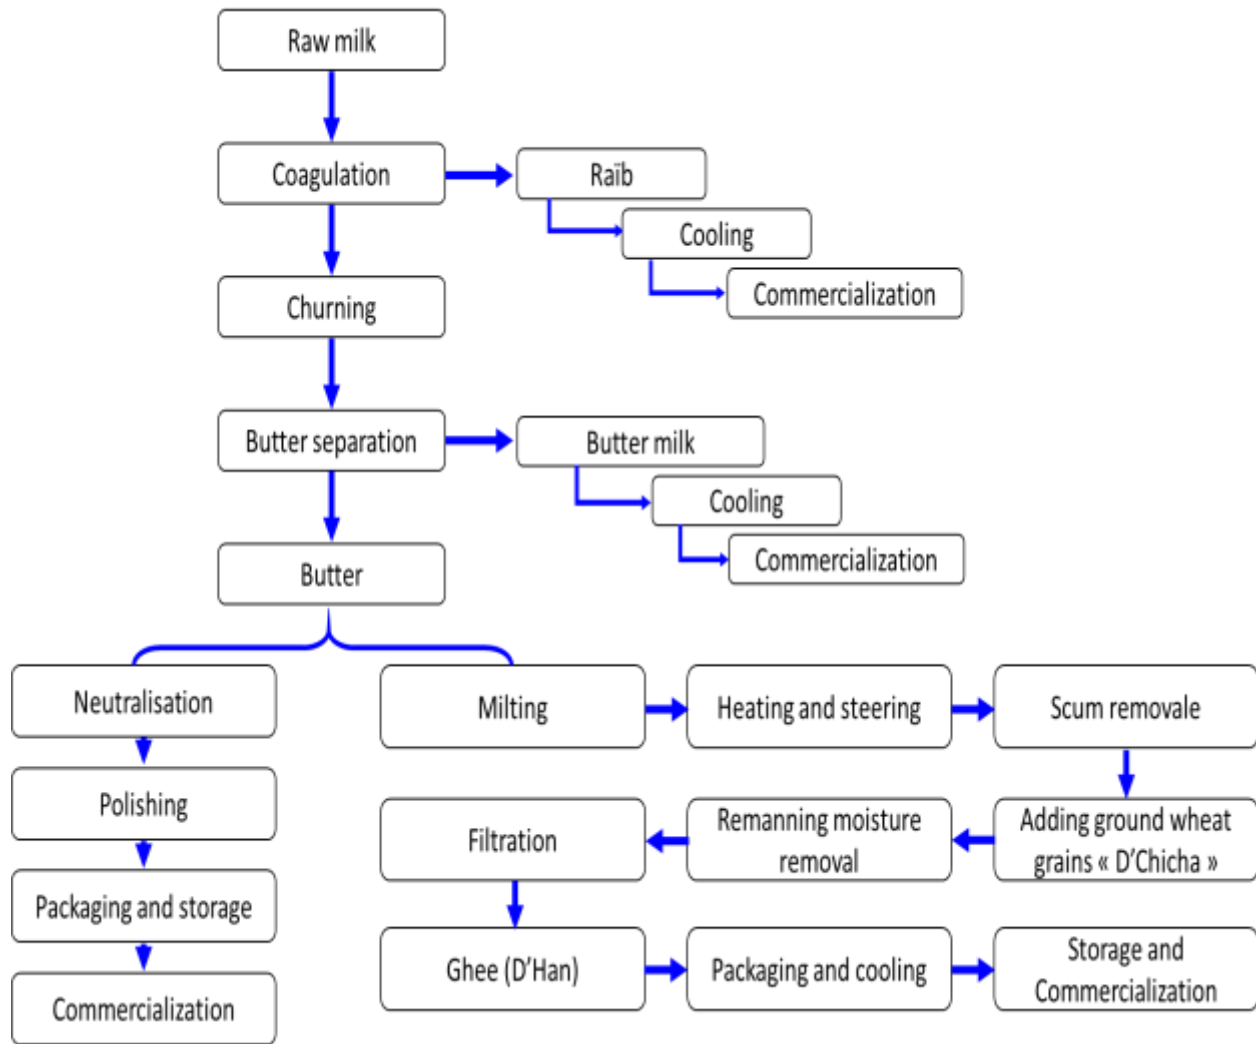 Raw milk
Coagulation
Raïb
Cooling
Commercialization
Churning
Butter separation
Butter milk
Cooling
Commercialization
Butter
Neutralisation
Polishing
Packaging and storage
Commercialization
Milting
Heating and steering
Scum removale
Adding ground wheat
grains « D’Chicha »
Remanning moisture
removal
Filtration
Ghee (D’Han)
Packaging and cooling
Storage and
Commercialization